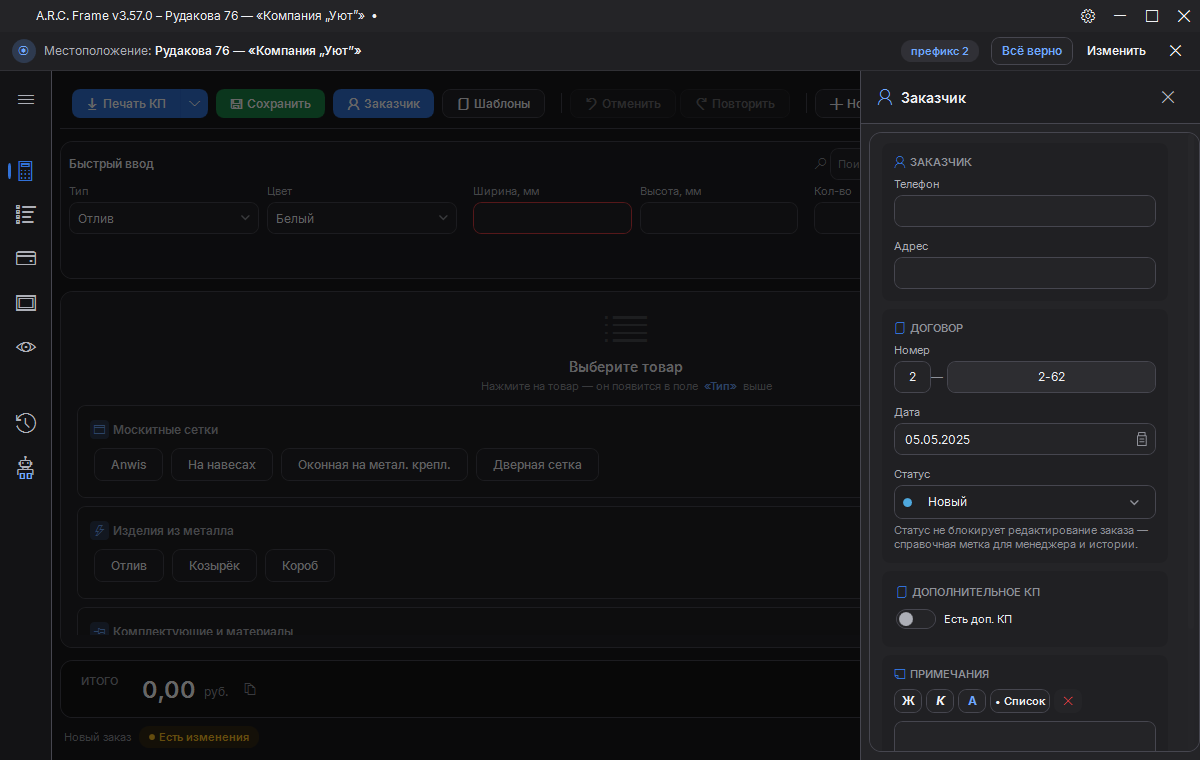 A.R.C. Frame v3.57.0 – Рудакова 76 — «Компания „Уют"» •
Местоположение: Рудакова 76 — «Компания „Уют"»
префикс 2
Всё верно
Изменить
Печать КП
Сохранить
Заказчик
Шаблоны
Отменить
Повторить
Быстрый ввод
Тип
Цвет
Ширина, мм
Высота, мм
Кол-во
Отлив
Белый
Выберите товар
Нажмите на товар — он появится в поле «Тип» выше
Москитные сетки
Anwis
На навесах
Оконная на метал. крепл.
Дверная сетка
Изделия из металла
Отлив
Козырёк
Короб
Комплектующие и материалы
ИТОГО
0,00 руб.
Новый заказ
Есть изменения
Заказчик
ЗАКАЗЧИК
Телефон
Адрес
ДОГОВОР
Номер
2 — 2-62
Дата
05.05.2025
Статус
Новый
Статус не блокирует редактирование заказа —
справочная метка для менеджера и истории.
ДОПОЛНИТЕЛЬНОЕ КП
Есть доп. КП
ПРИМЕЧАНИЯ
Ж
К
А
• Список